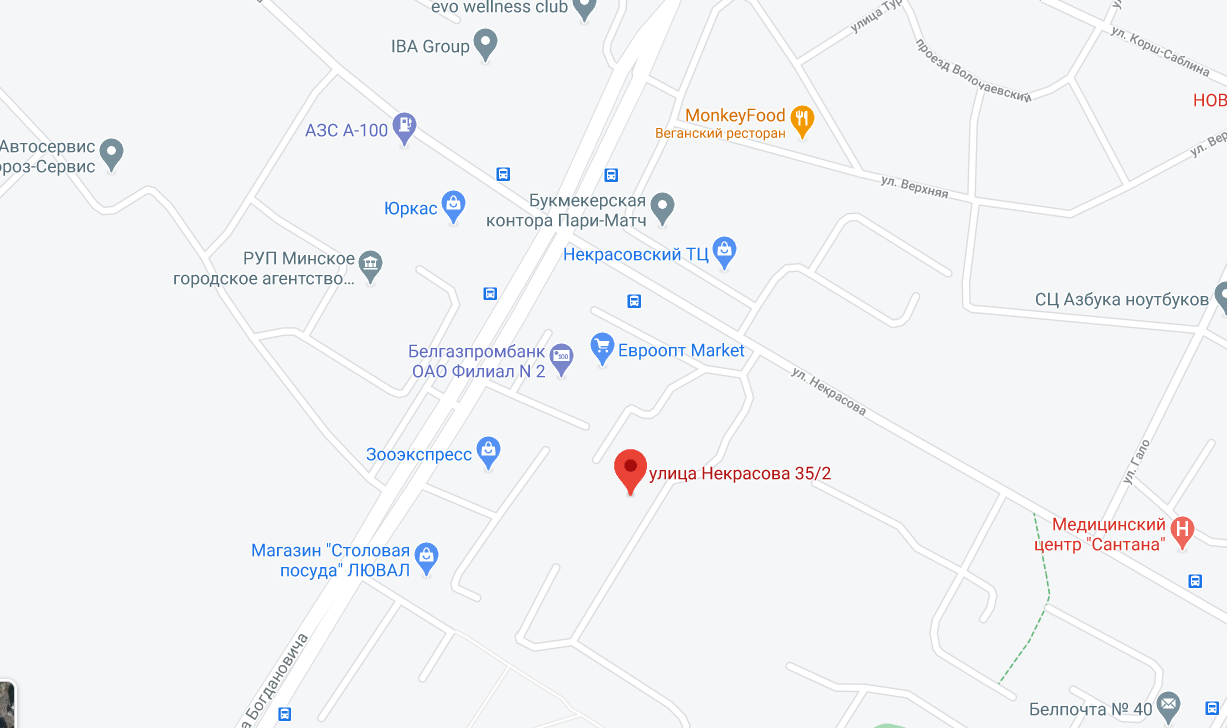 evo wellness club
улица Тур
ул. Корш-Саблина
IBA Group
проезд Волочаевский
НОВ
MonkeyFood
Веганский ресторан
АЗС А-100
Автосервис
роз-Сервис
ул. Вер
ул. Верхняя
Юркас
Букмекерская
контора Пари-Матч
Некрасовский ТЦ
РУП Минское
городское агентство...
СЦ Азбука ноутбуков
Белгазпромбанк
ОАО Филиал N 2
Евроопт Market
ул. Некрасова
Зооэкспресс
улица Некрасова 35/2
ул. Гало
Медицинский
центр "Сантана"
Магазин "Столовая
посуда" ЛЮВАЛ
а Богдановича
Белпочта № 40